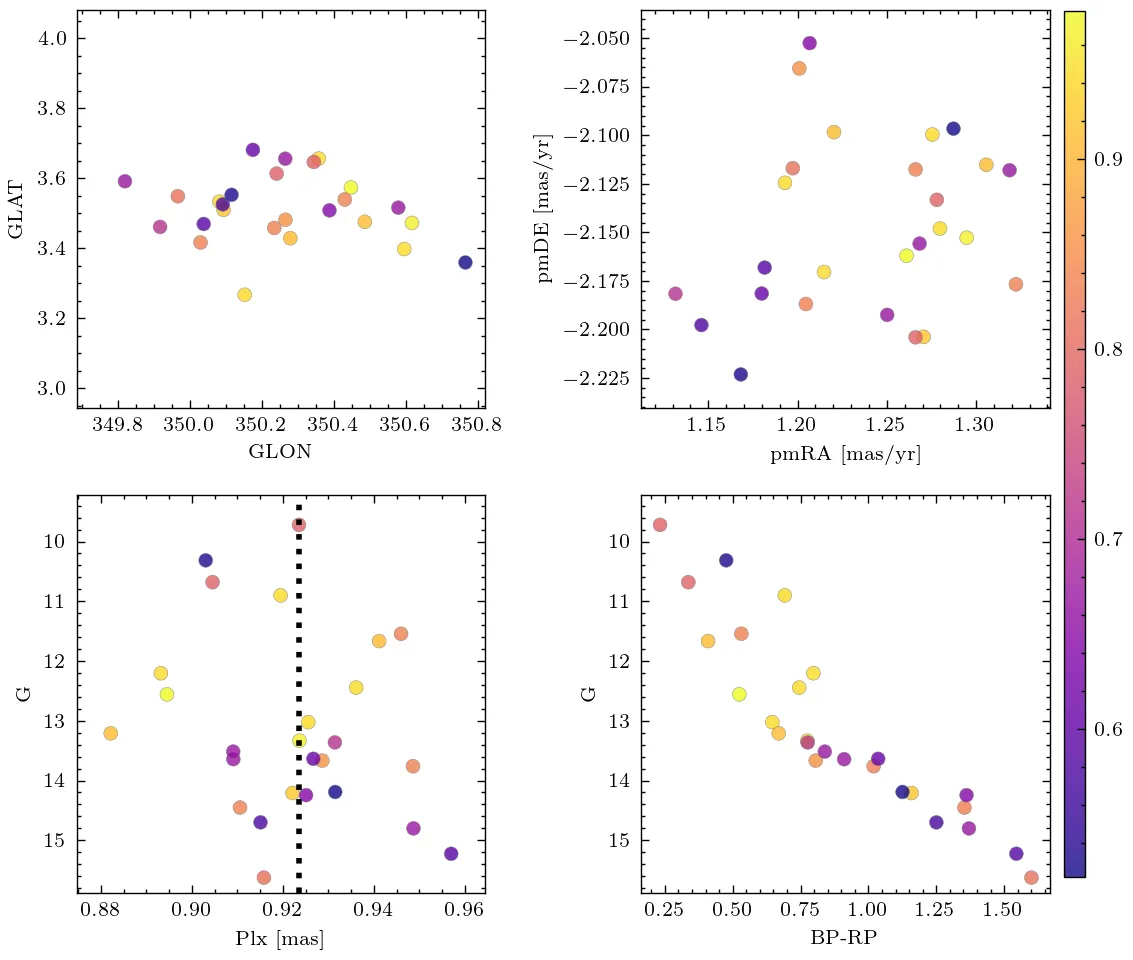 4.0
3.8
3.6
3.4
3.2
3.0
GLAT
349.8 350.0 350.2 350.4 350.6 350.8
GLON
−2.050
−2.075
−2.100
−2.125
−2.150
−2.175
−2.200
−2.225
pmDE [mas/yr]
1.15 1.20 1.25 1.30
pmRA [mas/yr]
0.9
0.8
0.7
0.6
10
11
12
13
14
15
G
0.88 0.90 0.92 0.94 0.96
Plx [mas]
10
11
12
13
14
15
G
0.25 0.50 0.75 1.00 1.25 1.50
BP-RP